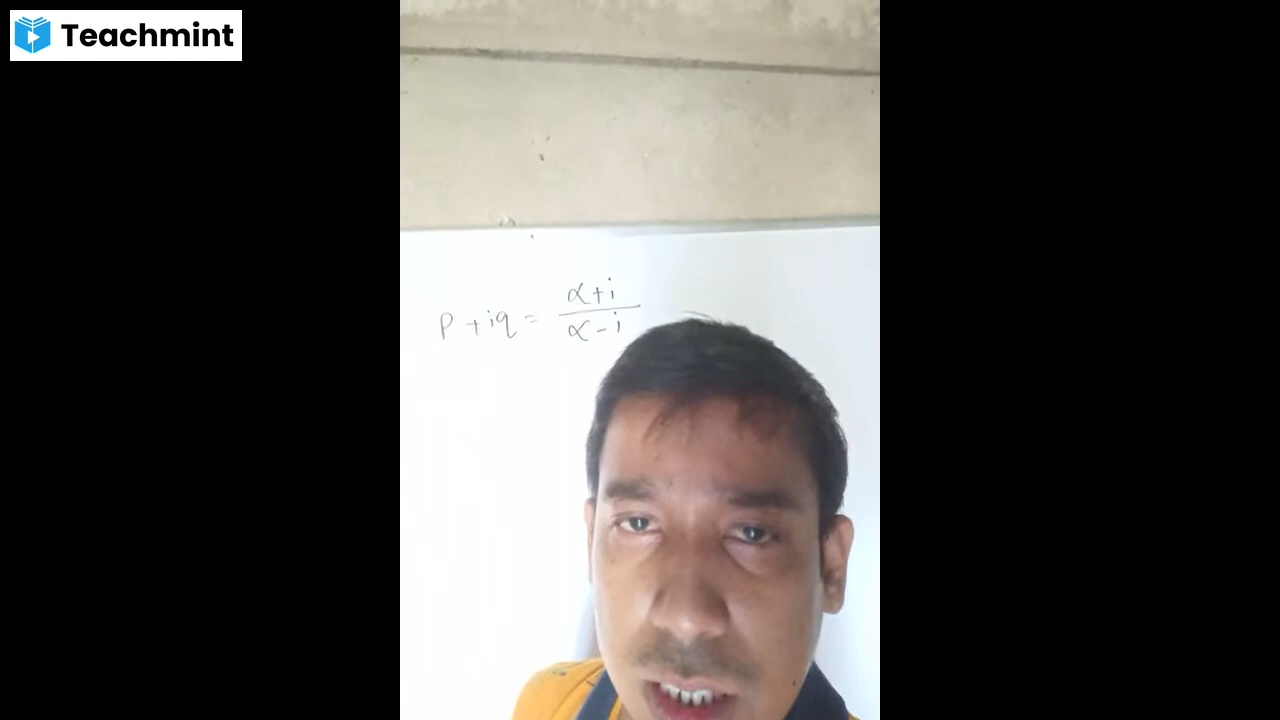 Teachmint
p + iq = α+i / α-i